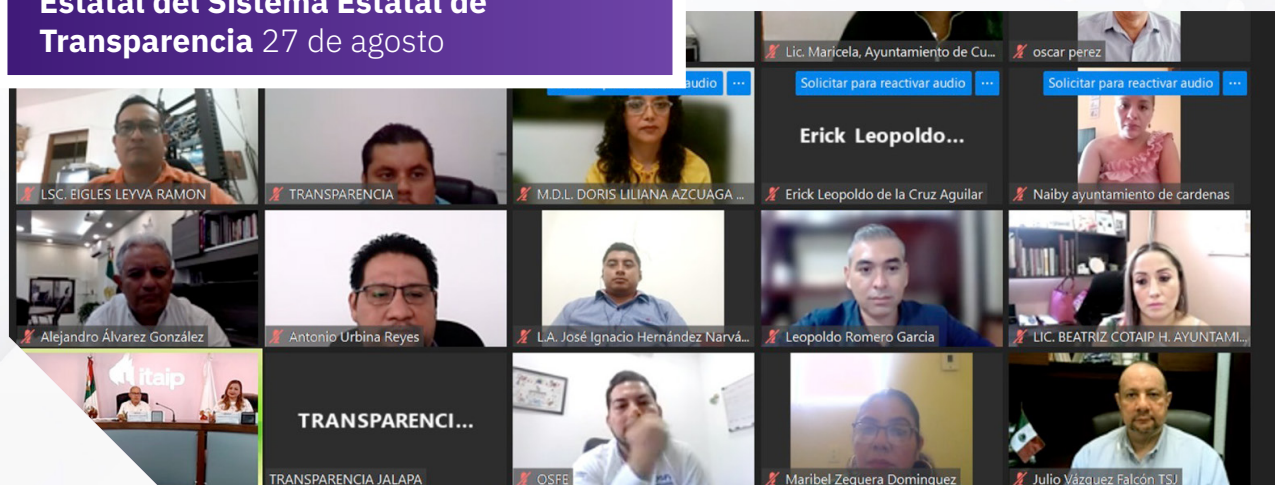 Estatal del Sistema Estatal de
Transparencia 27 de agosto
Lic. Maricela, Ayuntamiento de Cu...
oscar perez
audio ...
Solicitar para reactivar audio ...
Solicitar para reactivar audio ...
Erick Leopoldo...
LSC. EIGLES LEYVA RAMON
TRANSPARENCIA
M.D.L. DORIS LILIANA AZCUAGA ...
Erick Leopoldo de la Cruz Aguilar
Naiby ayuntamiento de cardenas
Alejandro Álvarez González
Antonio Urbina Reyes
L.A. José Ignacio Hernández Narvá...
Leopoldo Romero Garcia
LIC. BEATRIZ COTAIP H. AYUNTAMI...
itaip
TRANSPARENCI...
TRANSPARENCIA JALAPA
OSFE
Maribel Zequera Dominguez
Julio Vázquez Falcón TSJ